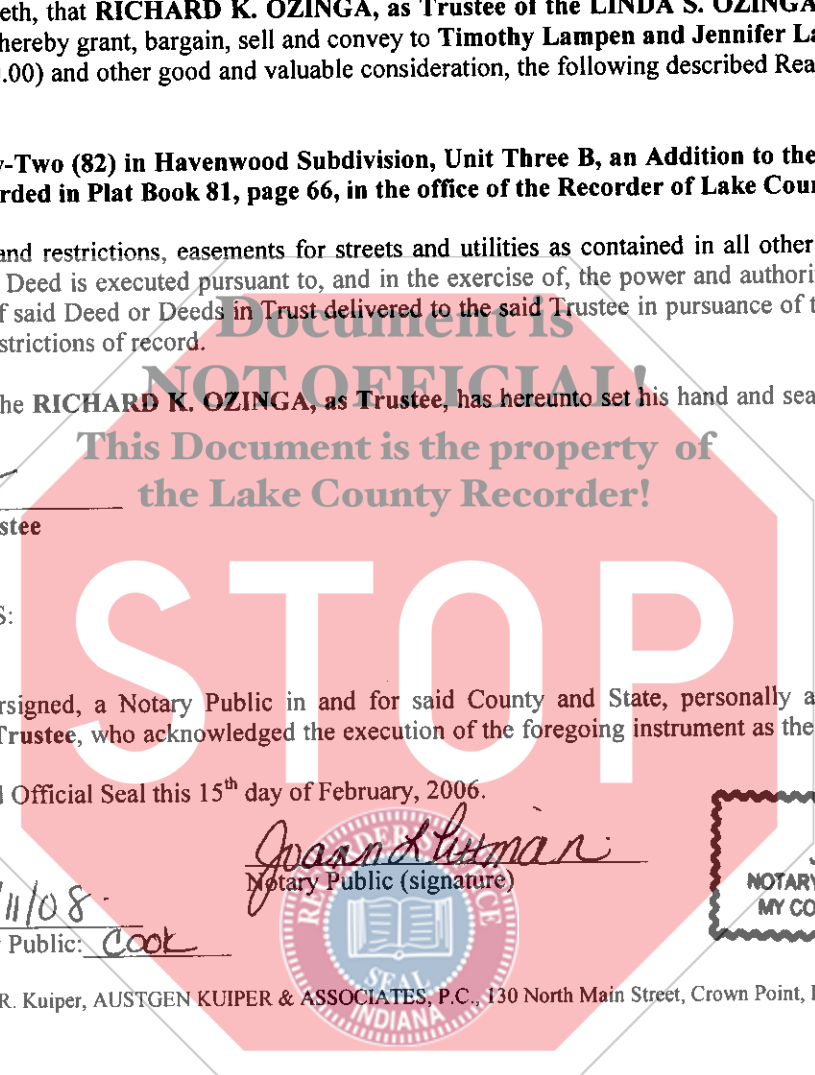 eth, that RICHARD K. OZINGA, as Trustee of the LINDA S. OZINGA
hereby grant, bargain, sell and convey to Timothy Lampen and Jennifer La
.00) and other good and valuable consideration, the following described Rea
-Two (82) in Havenwood Subdivision, Unit Three B, an Addition to the
rded in Plat Book 81, page 66, in the office of the Recorder of Lake Cou
and restrictions, easements for streets and utilities as contained in all other
Deed is executed pursuant to, and in the exercise of, the power and authori
f said Deed or Deeds in Trust delivered to the said Trustee in pursuance of t
strictions of record.
Document is
NOT OFFICIAL!
he RICHARD K. OZINGA, as Trustee, has hereunto set his hand and sea
This Document is the property of
the Lake County Recorder!
stee
STOP
S:
rsigned, a Notary Public in and for said County and State, personally a
Trustee, who acknowledged the execution of the foregoing instrument as the
Official Seal this 15th day of February, 2006.
Joann L Pittman
Notary Public (signature)
NOTARY
MY CO
/11/08
Public: Cook
SEAL
INDIANA
R. Kuiper, AUSTGEN KUIPER & ASSOCIATES, P.C., 130 North Main Street, Crown Point,